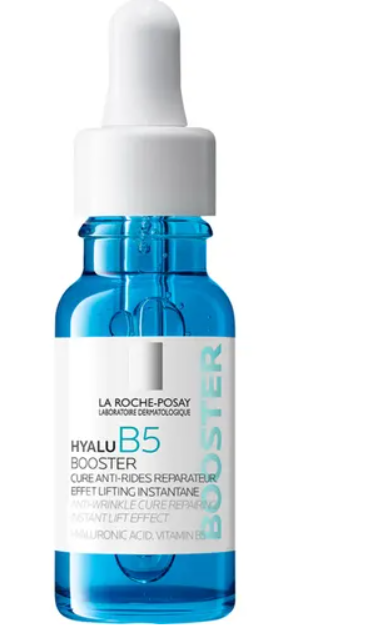 LA ROCHE-POSAY
LABORATOIRE DERMATOLOGIQUE
HYALU B5
BOOSTER
CURE ANTI-RIDES REPARATEUR
EFFET LIFTING INSTANTANE
ANTI-WRINKLE CURE REPAIRING
INSTANT LIFT EFFECT
HYALURONIC ACID, VITAMIN B5
BOOSTER